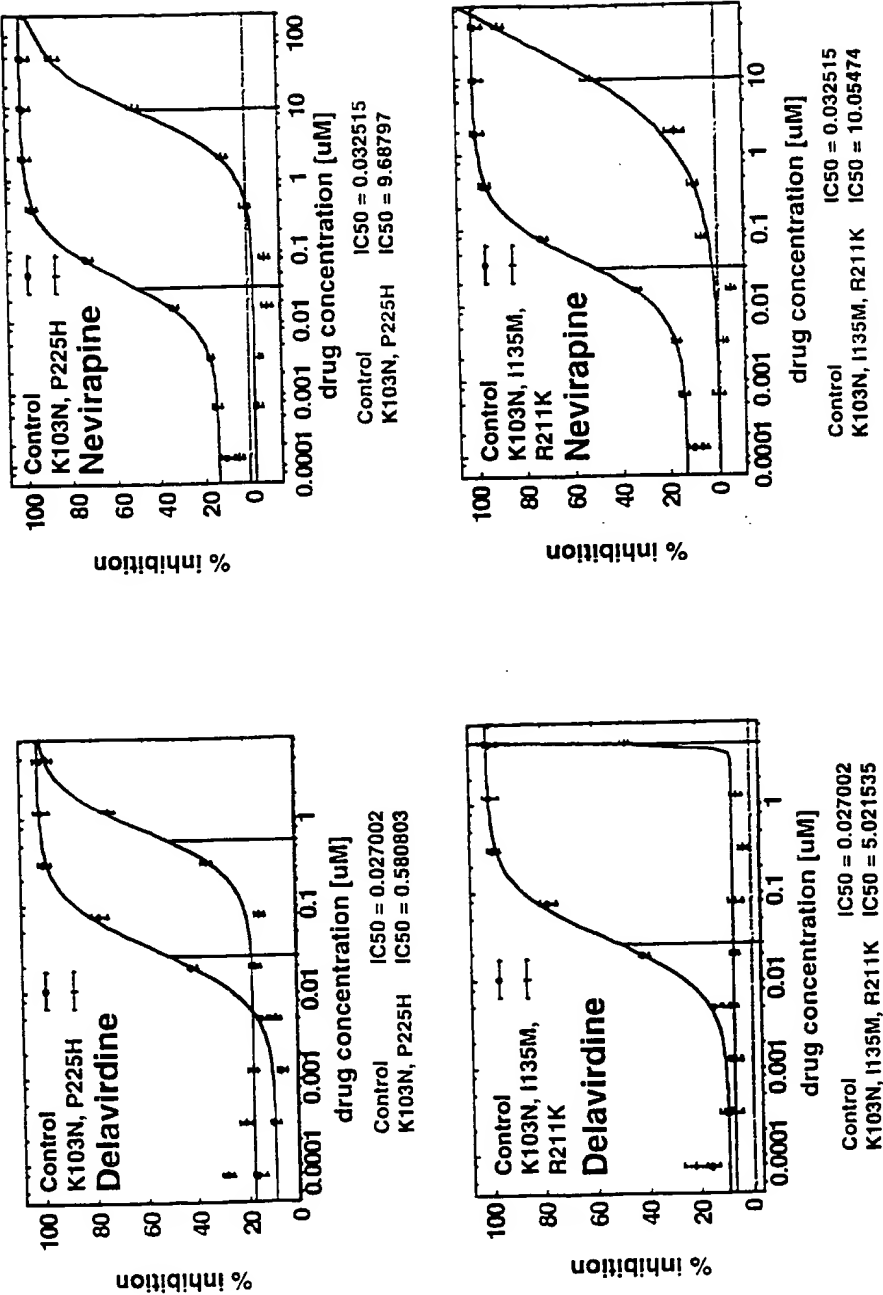 % inhibition
100
80
60
40
20
0
Control
K103N, P225H
Delavirdine
0.0001
0.001
0.01
0.1
1
drug concentration [uM]
Control IC50 = 0.027002
K103N, P225H IC50 = 0.580803
% inhibition
100
80
60
40
20
0
Control
K103N, P225H
Nevirapine
0.0001
0.001
0.01
0.1
1
10
100
drug concentration [uM]
Control IC50 = 0.032515
K103N, P225H IC50 = 9.68797
% inhibition
100
80
60
40
20
0
Control
K103N, I135M,
R211K
Delavirdine
0.0001
0.001
0.01
0.1
1
drug concentration [uM]
Control IC50 = 0.027002
K103N, I135M, R211K IC50 = 5.021535
% inhibition
100
80
60
40
20
0
Control
K103N, I135M,
R211K
Nevirapine
0.0001
0.001
0.01
0.1
1
10
drug concentration [uM]
Control IC50 = 0.032515
K103N, I135M, R211K IC50 = 10.05474